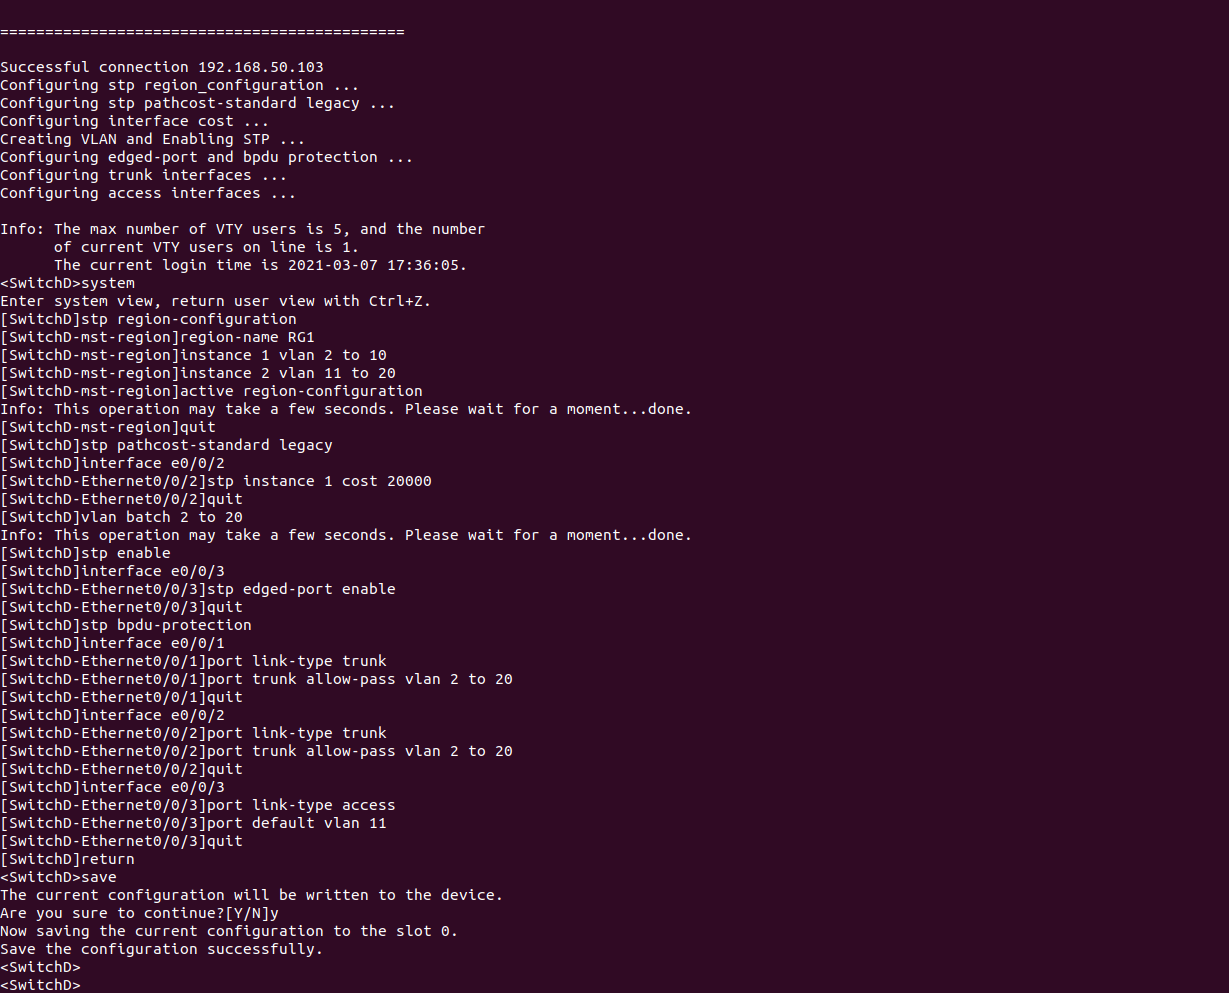 =============================================
Successful connection 192.168.50.103
Configuring stp region_configuration ...
Configuring stp pathcost-standard legacy ...
Configuring interface cost ...
Creating VLAN and Enabling STP ...
Configuring edged-port and bpdu protection ...
Configuring trunk interfaces ...
Configuring access interfaces ...
Info: The max number of VTY users is 5, and the number
of current VTY users on line is 1.
The current login time is 2021-03-07 17:36:05.
<SwitchD>system
Enter system view, return user view with Ctrl+Z.
[SwitchD]stp region-configuration
[SwitchD-mst-region]region-name RG1
[SwitchD-mst-region]instance 1 vlan 2 to 10
[SwitchD-mst-region]instance 2 vlan 11 to 20
[SwitchD-mst-region]active region-configuration
Info: This operation may take a few seconds. Please wait for a moment...done.
[SwitchD-mst-region]quit
[SwitchD]stp pathcost-standard legacy
[SwitchD]interface e0/0/2
[SwitchD-Ethernet0/0/2]stp instance 1 cost 20000
[SwitchD-Ethernet0/0/2]quit
[SwitchD]vlan batch 2 to 20
Info: This operation may take a few seconds. Please wait for a moment...done.
[SwitchD]stp enable
[SwitchD]interface e0/0/3
[SwitchD-Ethernet0/0/3]stp edged-port enable
[SwitchD-Ethernet0/0/3]quit
[SwitchD]stp bpdu-protection
[SwitchD]interface e0/0/1
[SwitchD-Ethernet0/0/1]port link-type trunk
[SwitchD-Ethernet0/0/1]port trunk allow-pass vlan 2 to 20
[SwitchD-Ethernet0/0/1]quit
[SwitchD]interface e0/0/2
[SwitchD-Ethernet0/0/2]port link-type trunk
[SwitchD-Ethernet0/0/2]port trunk allow-pass vlan 2 to 20
[SwitchD-Ethernet0/0/2]quit
[SwitchD]interface e0/0/3
[SwitchD-Ethernet0/0/3]port link-type access
[SwitchD-Ethernet0/0/3]port default vlan 11
[SwitchD-Ethernet0/0/3]quit
[SwitchD]return
<SwitchD>save
The current configuration will be written to the device.
Are you sure to continue?[Y/N]y
Now saving the current configuration to the slot 0.
Save the configuration successfully.
<SwitchD>
<SwitchD>